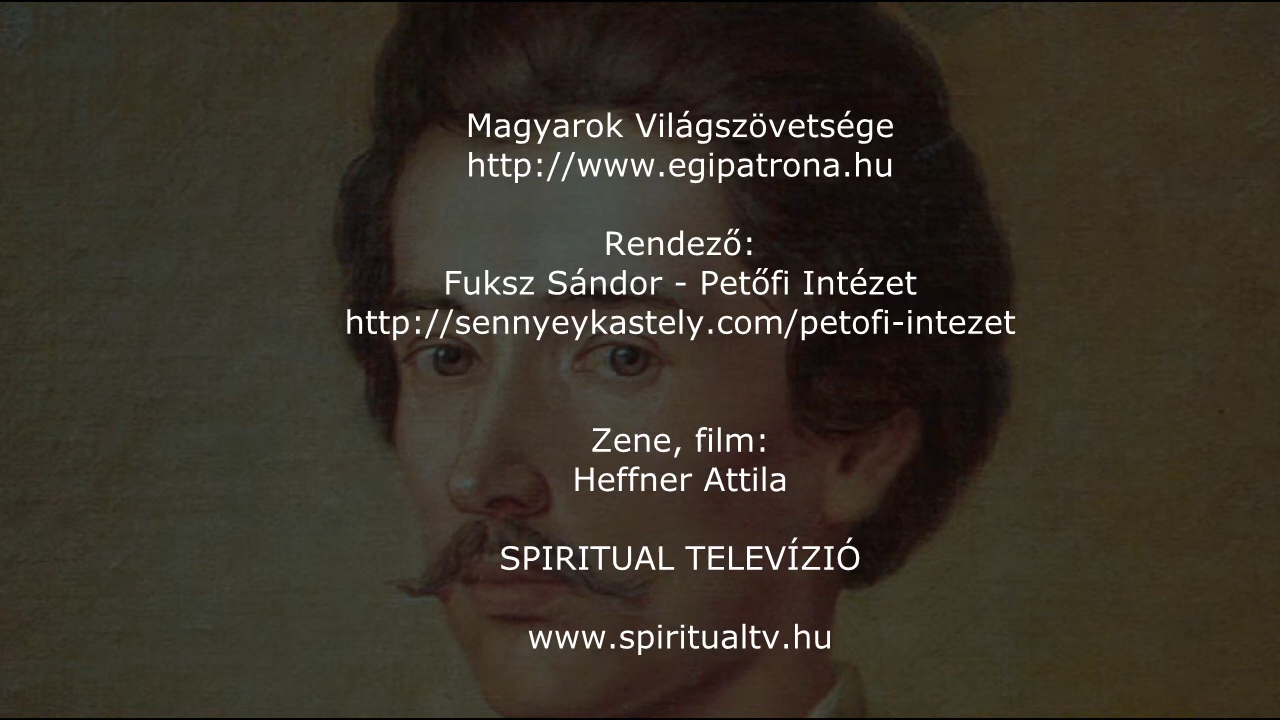 Magyarok Világszövetsége
http://www.egipatrona.hu
Rendező:
Fuksz Sándor - Petőfi Intézet
http://sennyeykastely.com/petofi-intezet
Zene, film:
Heffner Attila
SPIRITUAL TELEVÍZIÓ
www.spiritualtv.hu